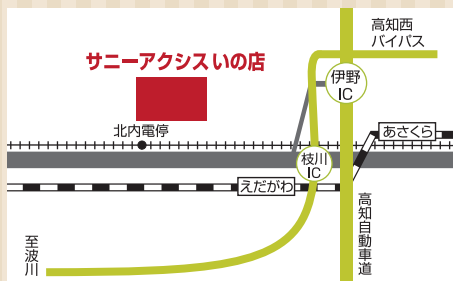 高知西
バイパス
サニーアクシスいの店
伊野
IC
北内電停
あさくら
枝川
IC
えだがわ
高知自動車道
至波川